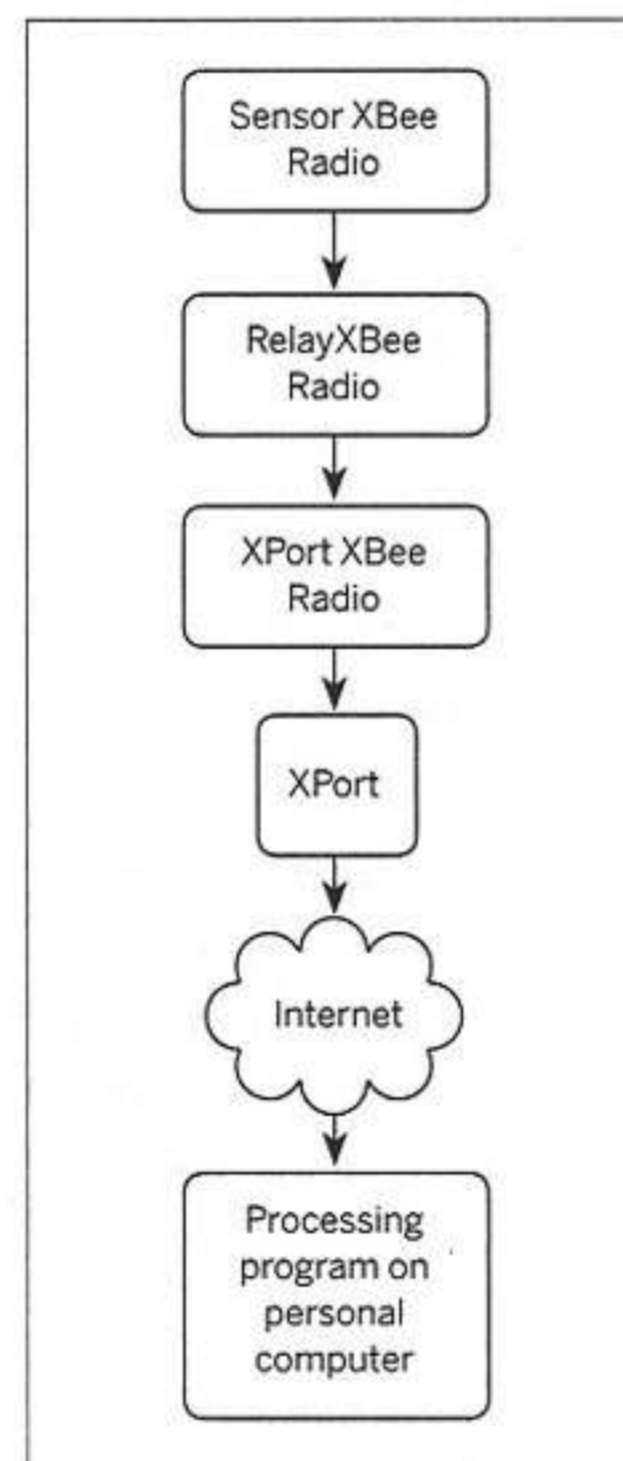 Sensor XBee
Radio
RelayXBee
Radio
XPort XBee
Radio
XPort
Internet
Processing
program on
personal
computer